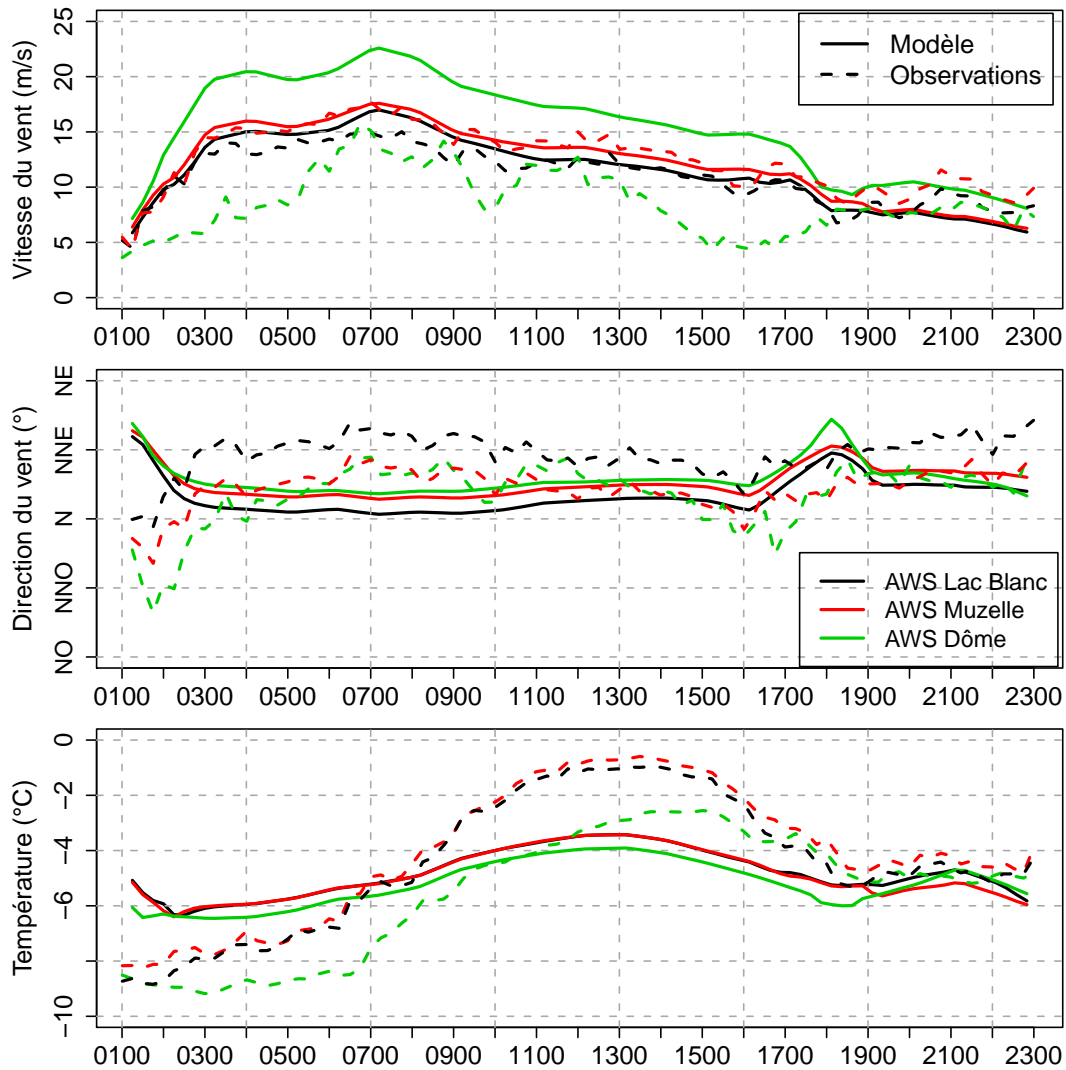 Vitesse du vent (m/s)
25
20
15
10
5
0
Modèle
Observations
0100 0300 0500 0700 0900 1100 1300 1500 1700 1900 2100 2300
Direction du vent (°)
NE
NNE
N
NNO
NO
AWS Lac Blanc
AWS Muzelle
AWS Dôme
0100 0300 0500 0700 0900 1100 1300 1500 1700 1900 2100 2300
Température (°C)
0
−2
−4
−6
−8
−10
0100 0300 0500 0700 0900 1100 1300 1500 1700 1900 2100 2300